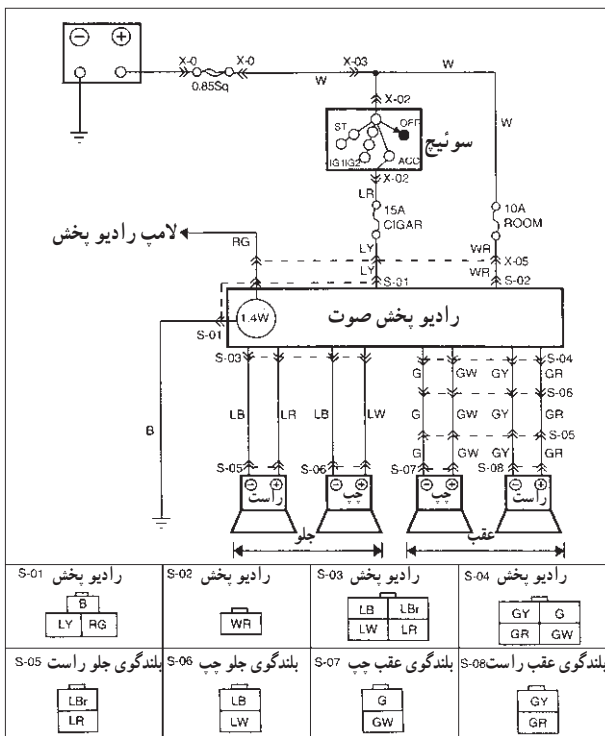 ⊖ ⊕
X-0 X-0 X-03 W
0.85Sq W
X-02 W
ST OFF
سوئیچ
IG1 IG2 ACC
X-02
LR
15A 10A
CIGAR ROOM
لامپ رادیو پخش
RG LY WR X-05
LY S-01 WR S-02
1.4W رادیو پخش صوت
S-01
S-03 S-04
G GW GY GR
S-06
LB LR LB LW G GW GY GR
B S-05
G GW GY GR
S-05 S-06 S-07 S-08
⊖ ⊕ ⊖ ⊕ ⊖ ⊕ ⊖ ⊕
راست چپ چپ راست
جلو عقب
S-01 رادیو پخش
B
LY RG
S-02 رادیو پخش
WR
S-03 رادیو پخش
LB LBr
LW LR
S-04 رادیو پخش
GY G
GR GW
S-05 بلندگوی جلو راست
LBr
LR
S-06 بلندگوی جلو چپ
LB
LW
S-07 بلندگوی عقب چپ
G
GW
S-08 بلندگوی عقب راست
GY
GR